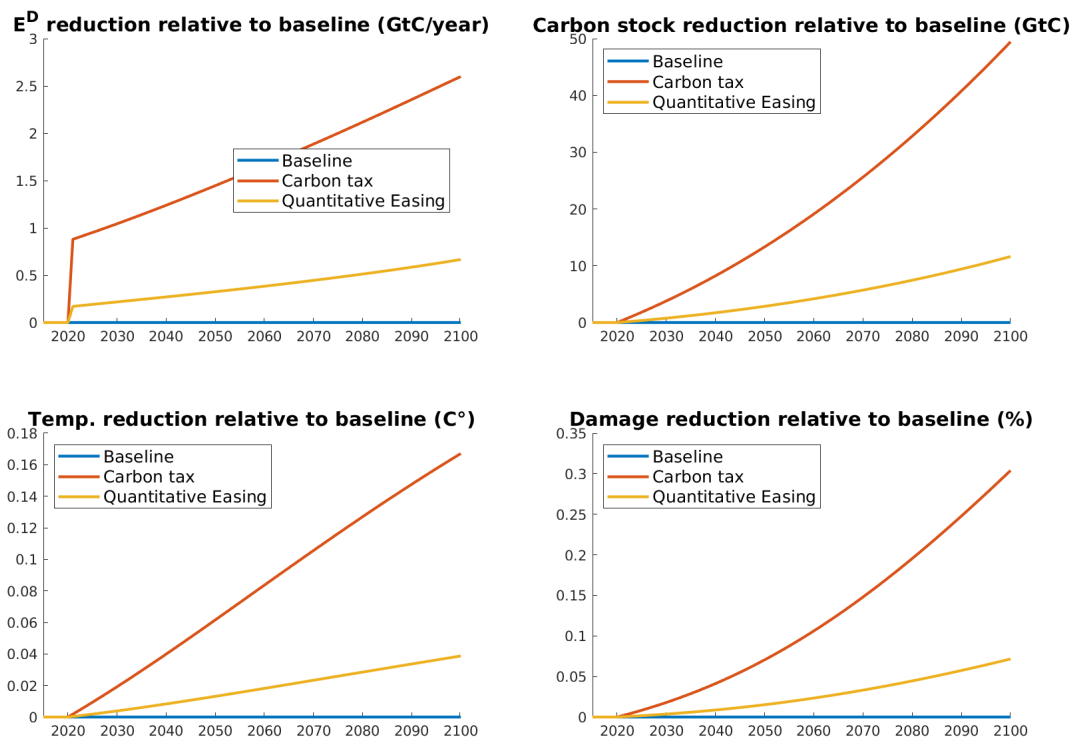 E^D reduction relative to baseline (GtC/year)
3
2.5
2
1.5
1
0.5
0
Baseline
Carbon tax
Quantitative Easing
2020 2030 2040 2050 2060 2070 2080 2090 2100
Carbon stock reduction relative to baseline (GtC)
50
40
30
20
10
0
Baseline
Carbon tax
Quantitative Easing
2020 2030 2040 2050 2060 2070 2080 2090 2100
Temp. reduction relative to baseline (C°)
0.18
0.16
0.14
0.12
0.1
0.08
0.06
0.04
0.02
0
Baseline
Carbon tax
Quantitative Easing
2020 2030 2040 2050 2060 2070 2080 2090 2100
Damage reduction relative to baseline (%)
0.35
0.3
0.25
0.2
0.15
0.1
0.05
0
Baseline
Carbon tax
Quantitative Easing
2020 2030 2040 2050 2060 2070 2080 2090 2100